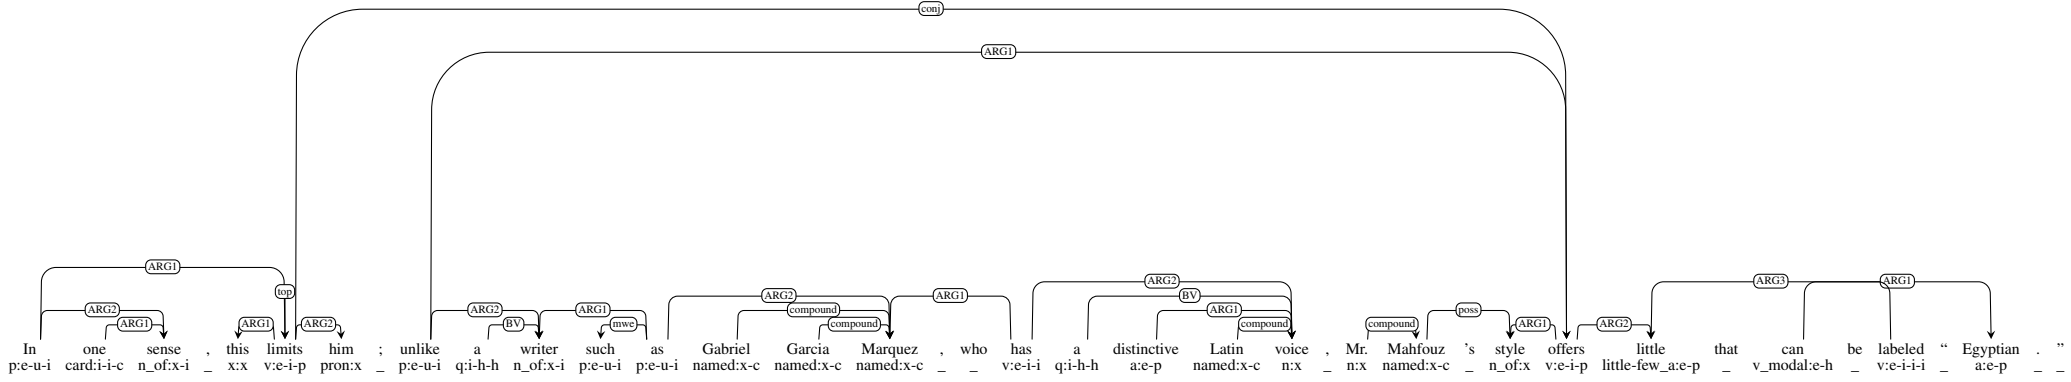 conj
ARG1
ARG1
top
ARG2 ARG3 ARG1
ARG2 BV
ARG2 ARG1 compound ARG1 poss
ARG1 ARG1 ARG2 BV mwe compound compound compound ARG1 ARG2
ARG2 ARG1
In one sense , this limits him ; unlike a writer such as Gabriel Garcia Marquez , who has a distinctive Latin voice , Mr. Mahfouz 's style offers little that can be labeled “ Egyptian . ”
p:e-u-i card:i-i-c n_of:x-i _ x:x v:e-i-p pron:x _ p:e-u-i q:i-h-h n_of:x-i p:e-u-i p:e-u-i named:x-c named:x-c named:x-c _ _ v:e-i-i q:i-h-h a:e-p named:x-c n:x _ n:x named:x-c _ n_of:x v:e-i-p little-few_a:e-p _ v_modal:e-h _ v:e-i-i-i _ a:e-p _ _